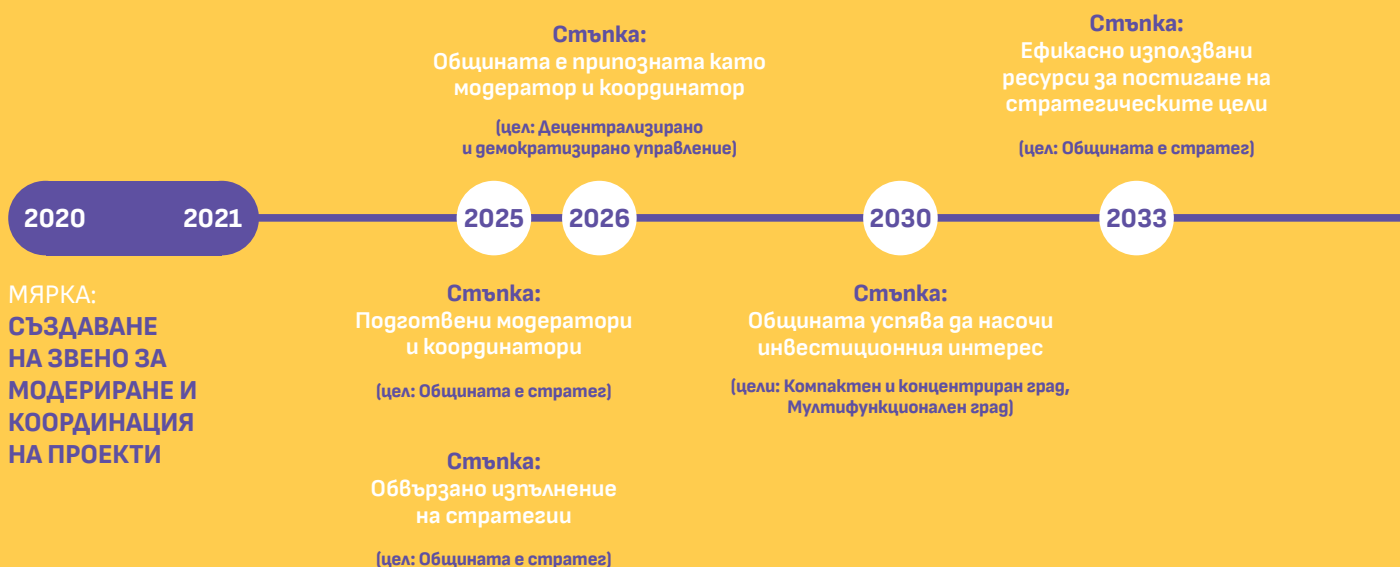 Стъпка:
Общината е припозната като
модератор и координатор
(цел: Децентрализирано
и демократизирано управление)
Стъпка:
Ефикасно използвани
ресурси за постигане на
стратегическите цели
(цел: Общината е стратег)
2020 2021 2025 2026 2030 2033
МЯРКА:
СЪЗДАВАНЕ
НА ЗВЕНО ЗА
МОДЕРИРАНЕ И
КООРДИНАЦИЯ
НА ПРОЕКТИ
Стъпка:
Подготвени модератори
и координатори
(цел: Общината е стратег)
Стъпка:
Обвързано изпълнение
на стратегии
(цел: Общината е стратег)
Стъпка:
Общината успява да насочи
инвестиционния интерес
(цели: Компактен и концентриран град,
Мултифункционален град)